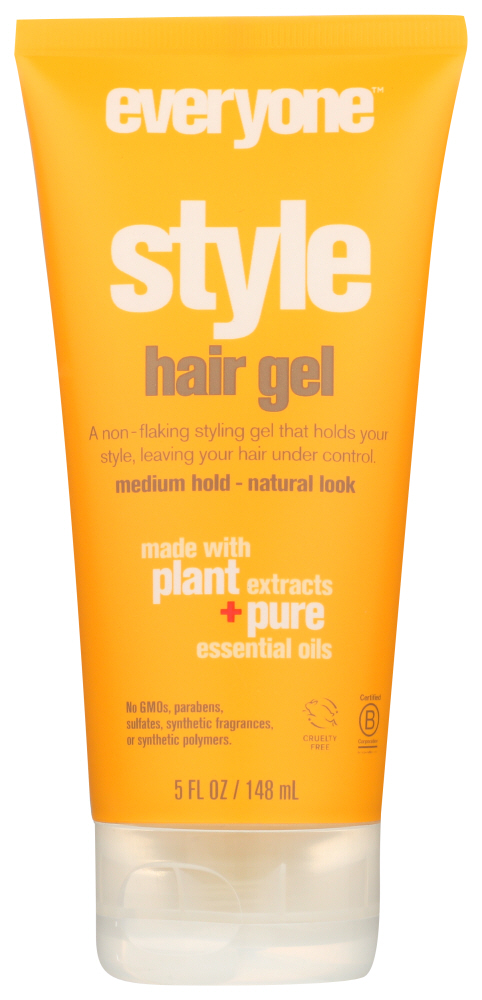 everyone™
style
hair gel
A non-flaking styling gel that holds your
style, leaving your hair under control.
medium hold - natural look
made with
plant extracts
+ pure
essential oils
No GMOs, parabens,
sulfates, synthetic fragrances,
or synthetic polymers.
CRUELTY
FREE
Certified
B
Corporation
5 FL OZ / 148 mL